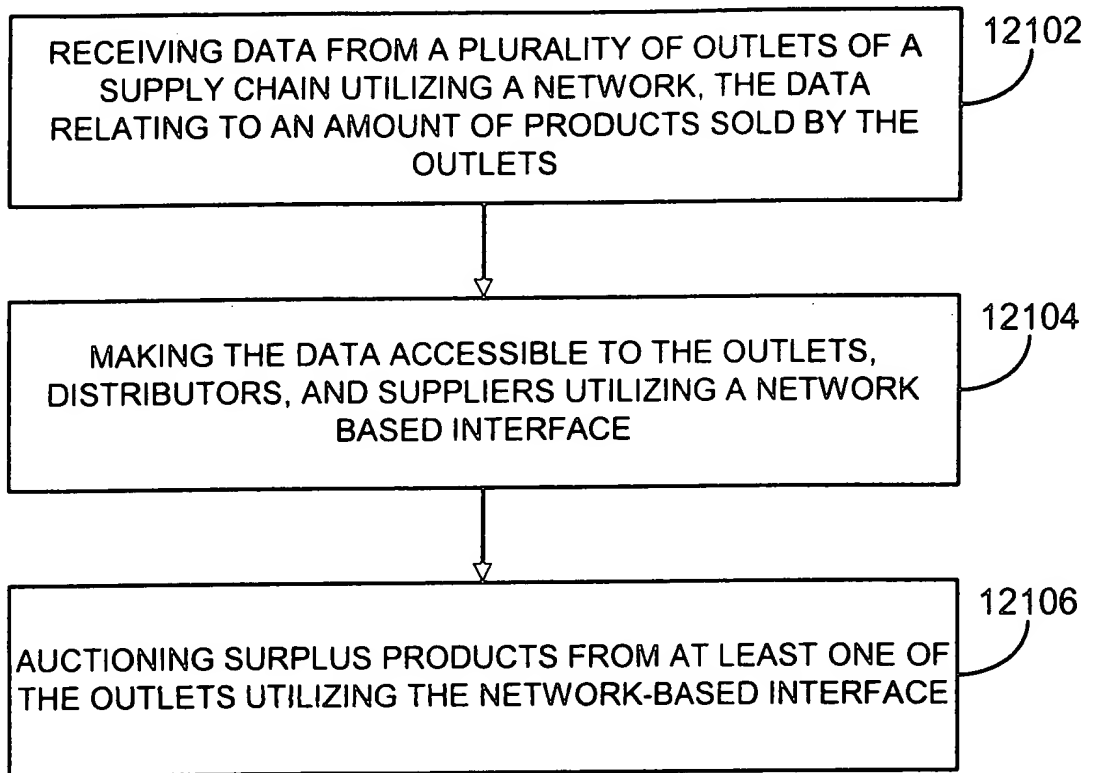 RECEIVING DATA FROM A PLURALITY OF OUTLETS OF A
SUPPLY CHAIN UTILIZING A NETWORK, THE DATA
RELATING TO AN AMOUNT OF PRODUCTS SOLD BY THE
OUTLETS
12102
MAKING THE DATA ACCESSIBLE TO THE OUTLETS,
DISTRIBUTORS, AND SUPPLIERS UTILIZING A NETWORK
BASED INTERFACE
12104
AUCTIONING SURPLUS PRODUCTS FROM AT LEAST ONE OF
THE OUTLETS UTILIZING THE NETWORK-BASED INTERFACE
12106